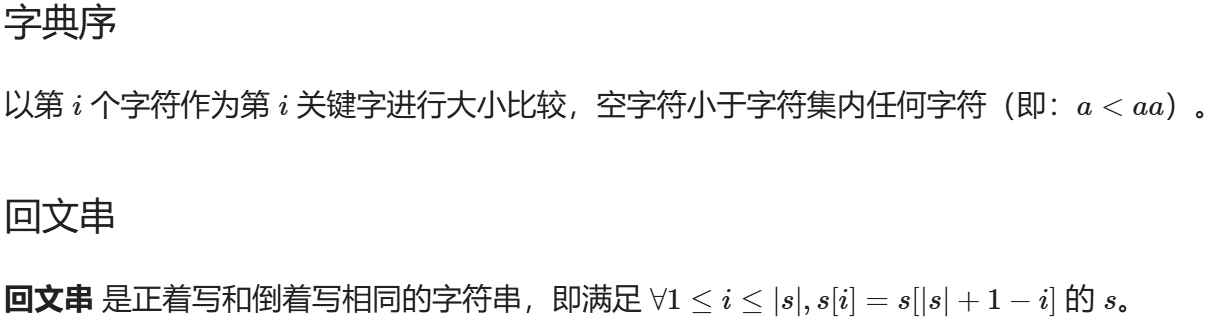 字典序
以第 i 个字符作为第 i 关键字进行大小比较，空字符小于字符集内任何字符（即：a < aa）。
回文串
回文串 是正着写和倒着写相同的字符串，即满足 ∀1 ≤ i ≤ |s|, s[i] = s[|s| + 1 − i] 的 s。